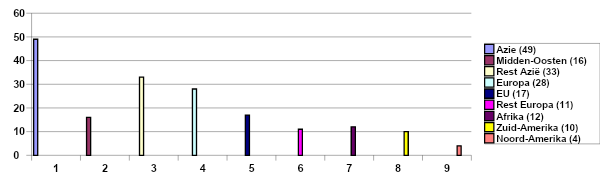 60
50
40
30
20
10
0
1 2 3 4 5 6 7 8 9
Azie (49)
Midden-Oosten (16)
Rest Azië (33)
Europa (28)
EU (17)
Rest Europa (11)
Afrika (12)
Zuid-Amerika (10)
Noord-Amerika (4)